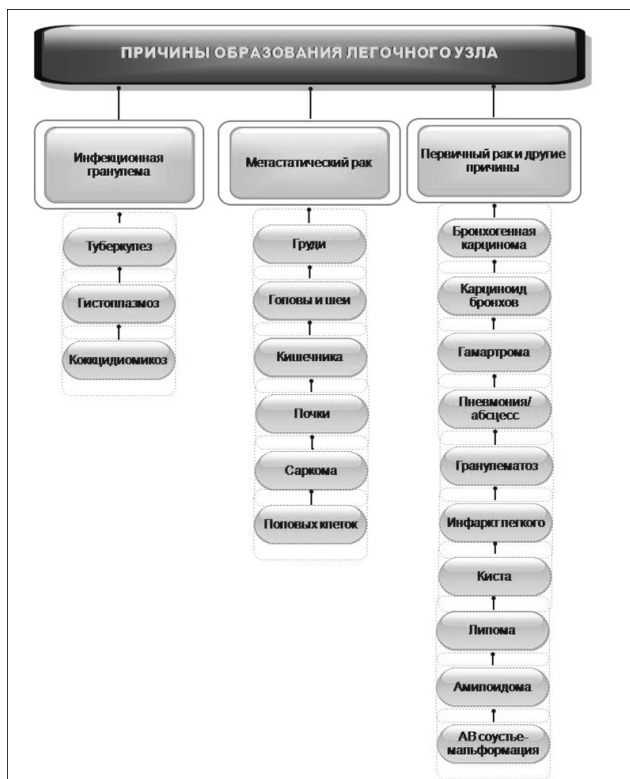 ПРИЧИНЫ ОБРАЗОВАНИЯ ЛЕГОЧНОГО УЗЛА
Инфекционная
гранулема
Туберкулез
Гистоплазмоз
Коккцидиомикоз
Метастатический рак
Груди
Головы и шеи
Кишечника
Почки
Саркома
Половых клеток
Первичный рак и другие
причины
Бронхогенная
карцинома
Карциноид
бронхов
Гамартрома
Пневмония/
абсцесс
Гранулематоз
Инфаркт легкого
Киста
Липома
Амилоидома
АВ соустье-
мальформация